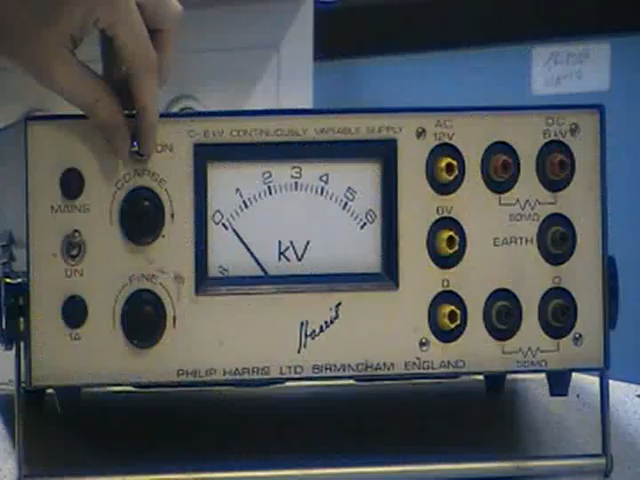 0-6 kV CONTINUOUSLY VARIABLE SUPPLY
ON
COARSE
MAINS
ON
FINE
1A
0 1 2 3 4 5 6
kV
Harris
PHILIP HARRIS LTD BIRMINGHAM ENGLAND
AC
12V
6V
0
DC
6kV
50MΩ
EARTH
0
50MΩ